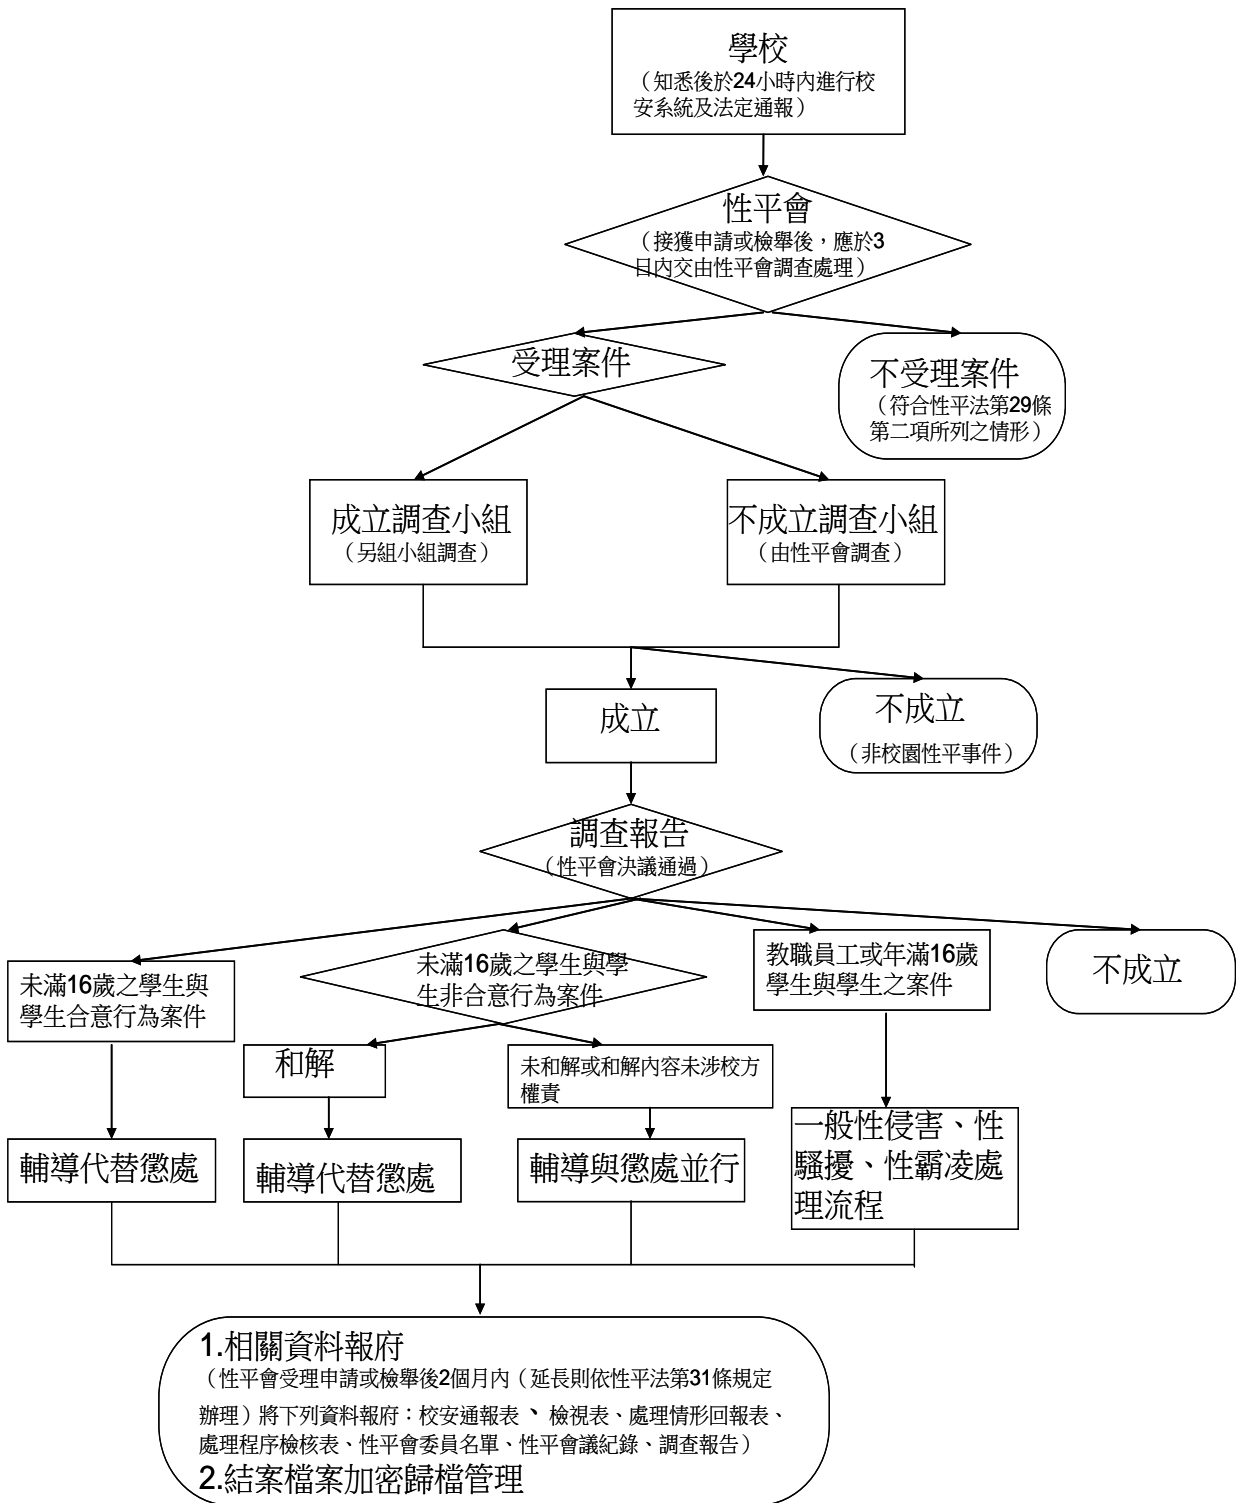 學校
（知悉後於24小時內進行校
安系統及法定通報）
性平會
（接獲申請或檢舉後，應於3
日內交由性平會調查處理）
受理案件
不受理案件
（符合性平法第29條
第二項所列之情形）
成立調查小組
（另組小組調查）
不成立調查小組
（由性平會調查）
成立
不成立
（非校園性平事件）
調查報告
（性平會決議通過）
未滿16歲之學生與
學生合意行為案件
未滿16歲之學生與學
生非合意行為案件
教職員工或年滿16歲
學生與學生之案件
不成立
和解
未和解或和解內容未涉校方
權責
輔導代替懲處
輔導代替懲處
輔導與懲處並行
一般性侵害、性
騷擾、性霸凌處
理流程
1.相關資料報府
（性平會受理申請或檢舉後2個月內（延長則依性平法第31條規定
辦理）將下列資料報府：校安通報表、檢視表、處理情形回報表、
處理程序檢核表、性平會委員名單、性平會議紀錄、調查報告）
2.結案檔案加密歸檔管理